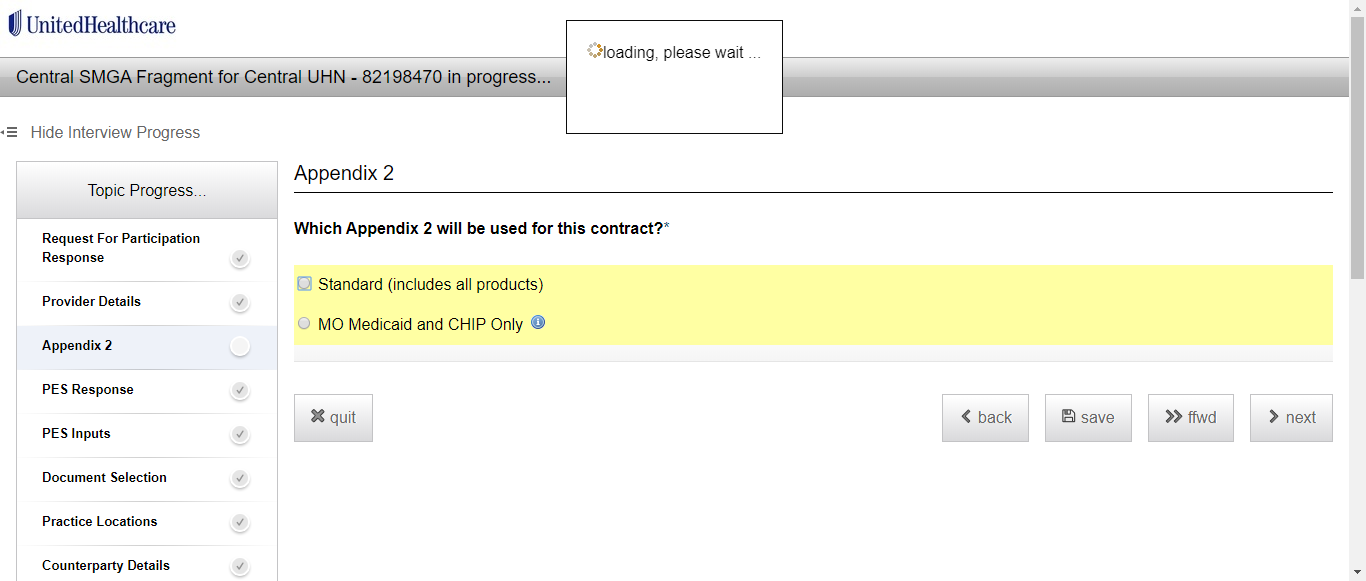 UnitedHealthcare
loading, please wait ...
Central SMGA Fragment for Central UHN - 82198470 in progress...
Hide Interview Progress
Topic Progress...
Request For Participation
Response
Provider Details
Appendix 2
PES Response
PES Inputs
Document Selection
Practice Locations
Counterparty Details
Appendix 2
Which Appendix 2 will be used for this contract?*
Standard (includes all products)
MO Medicaid and CHIP Only
quit
back
save
ffwd
next